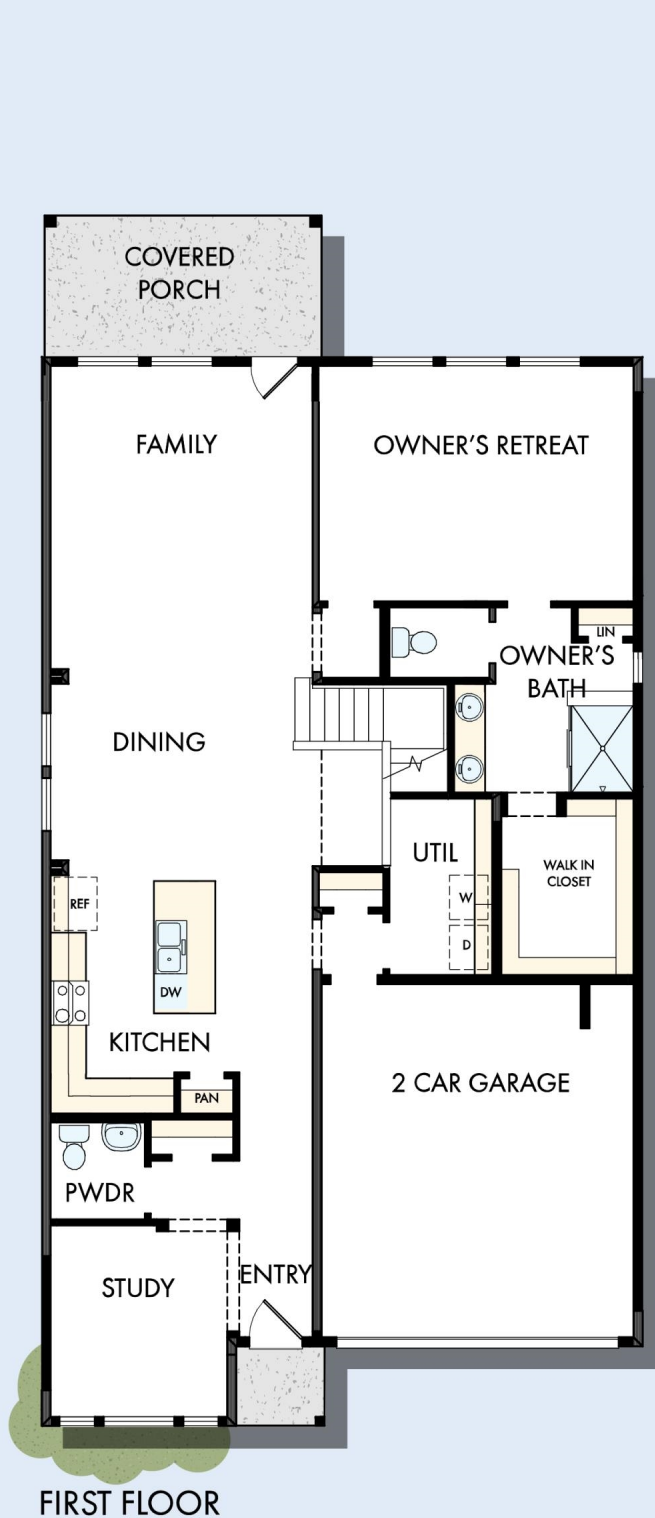 COVERED
PORCH
FAMILY
OWNER'S RETREAT
LIN
OWNER'S
BATH
DINING
UTIL
WALK IN
CLOSET
REF
W
D
DW
KITCHEN
2 CAR GARAGE
PAN
PWDR
STUDY
ENTRY
FIRST FLOOR